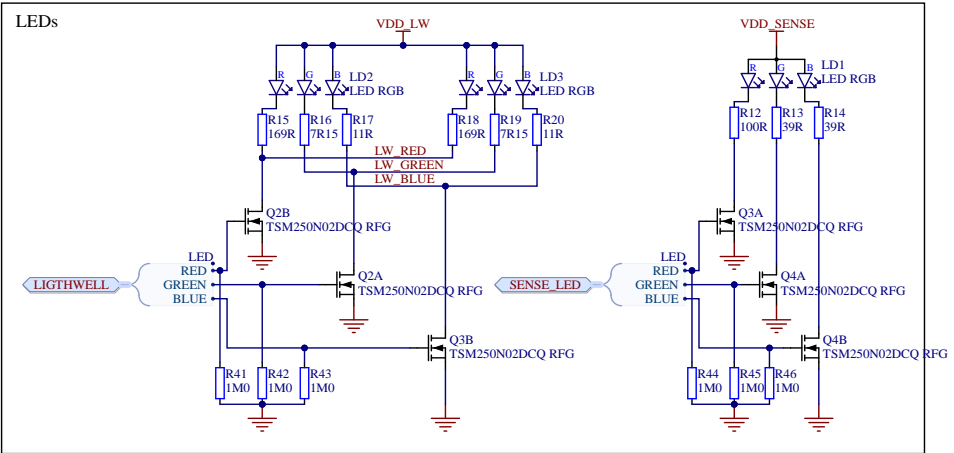 LEDs
VDD_LW
VDD_SENSE
R
G
B
LD2
LED RGB
R
G
B
LD3
LED RGB
R
G
B
LD1
LED RGB
R15
169R
R16
7R15
R17
11R
R18
169R
R19
7R15
R20
11R
R12
100R
R13
39R
R14
39R
LW_RED
LW_GREEN
LW_BLUE
Q2B
TSM250N02DCQ RFG
Q3A
TSM250N02DCQ RFG
LED
RED
GREEN
BLUE
LIGTHWELL
Q2A
TSM250N02DCQ RFG
LED
RED
GREEN
BLUE
SENSE_LED
Q4A
TSM250N02DCQ RFG
Q3B
TSM250N02DCQ RFG
Q4B
TSM250N02DCQ RFG
R41
1M0
R42
1M0
R43
1M0
R44
1M0
R45
1M0
R46
1M0